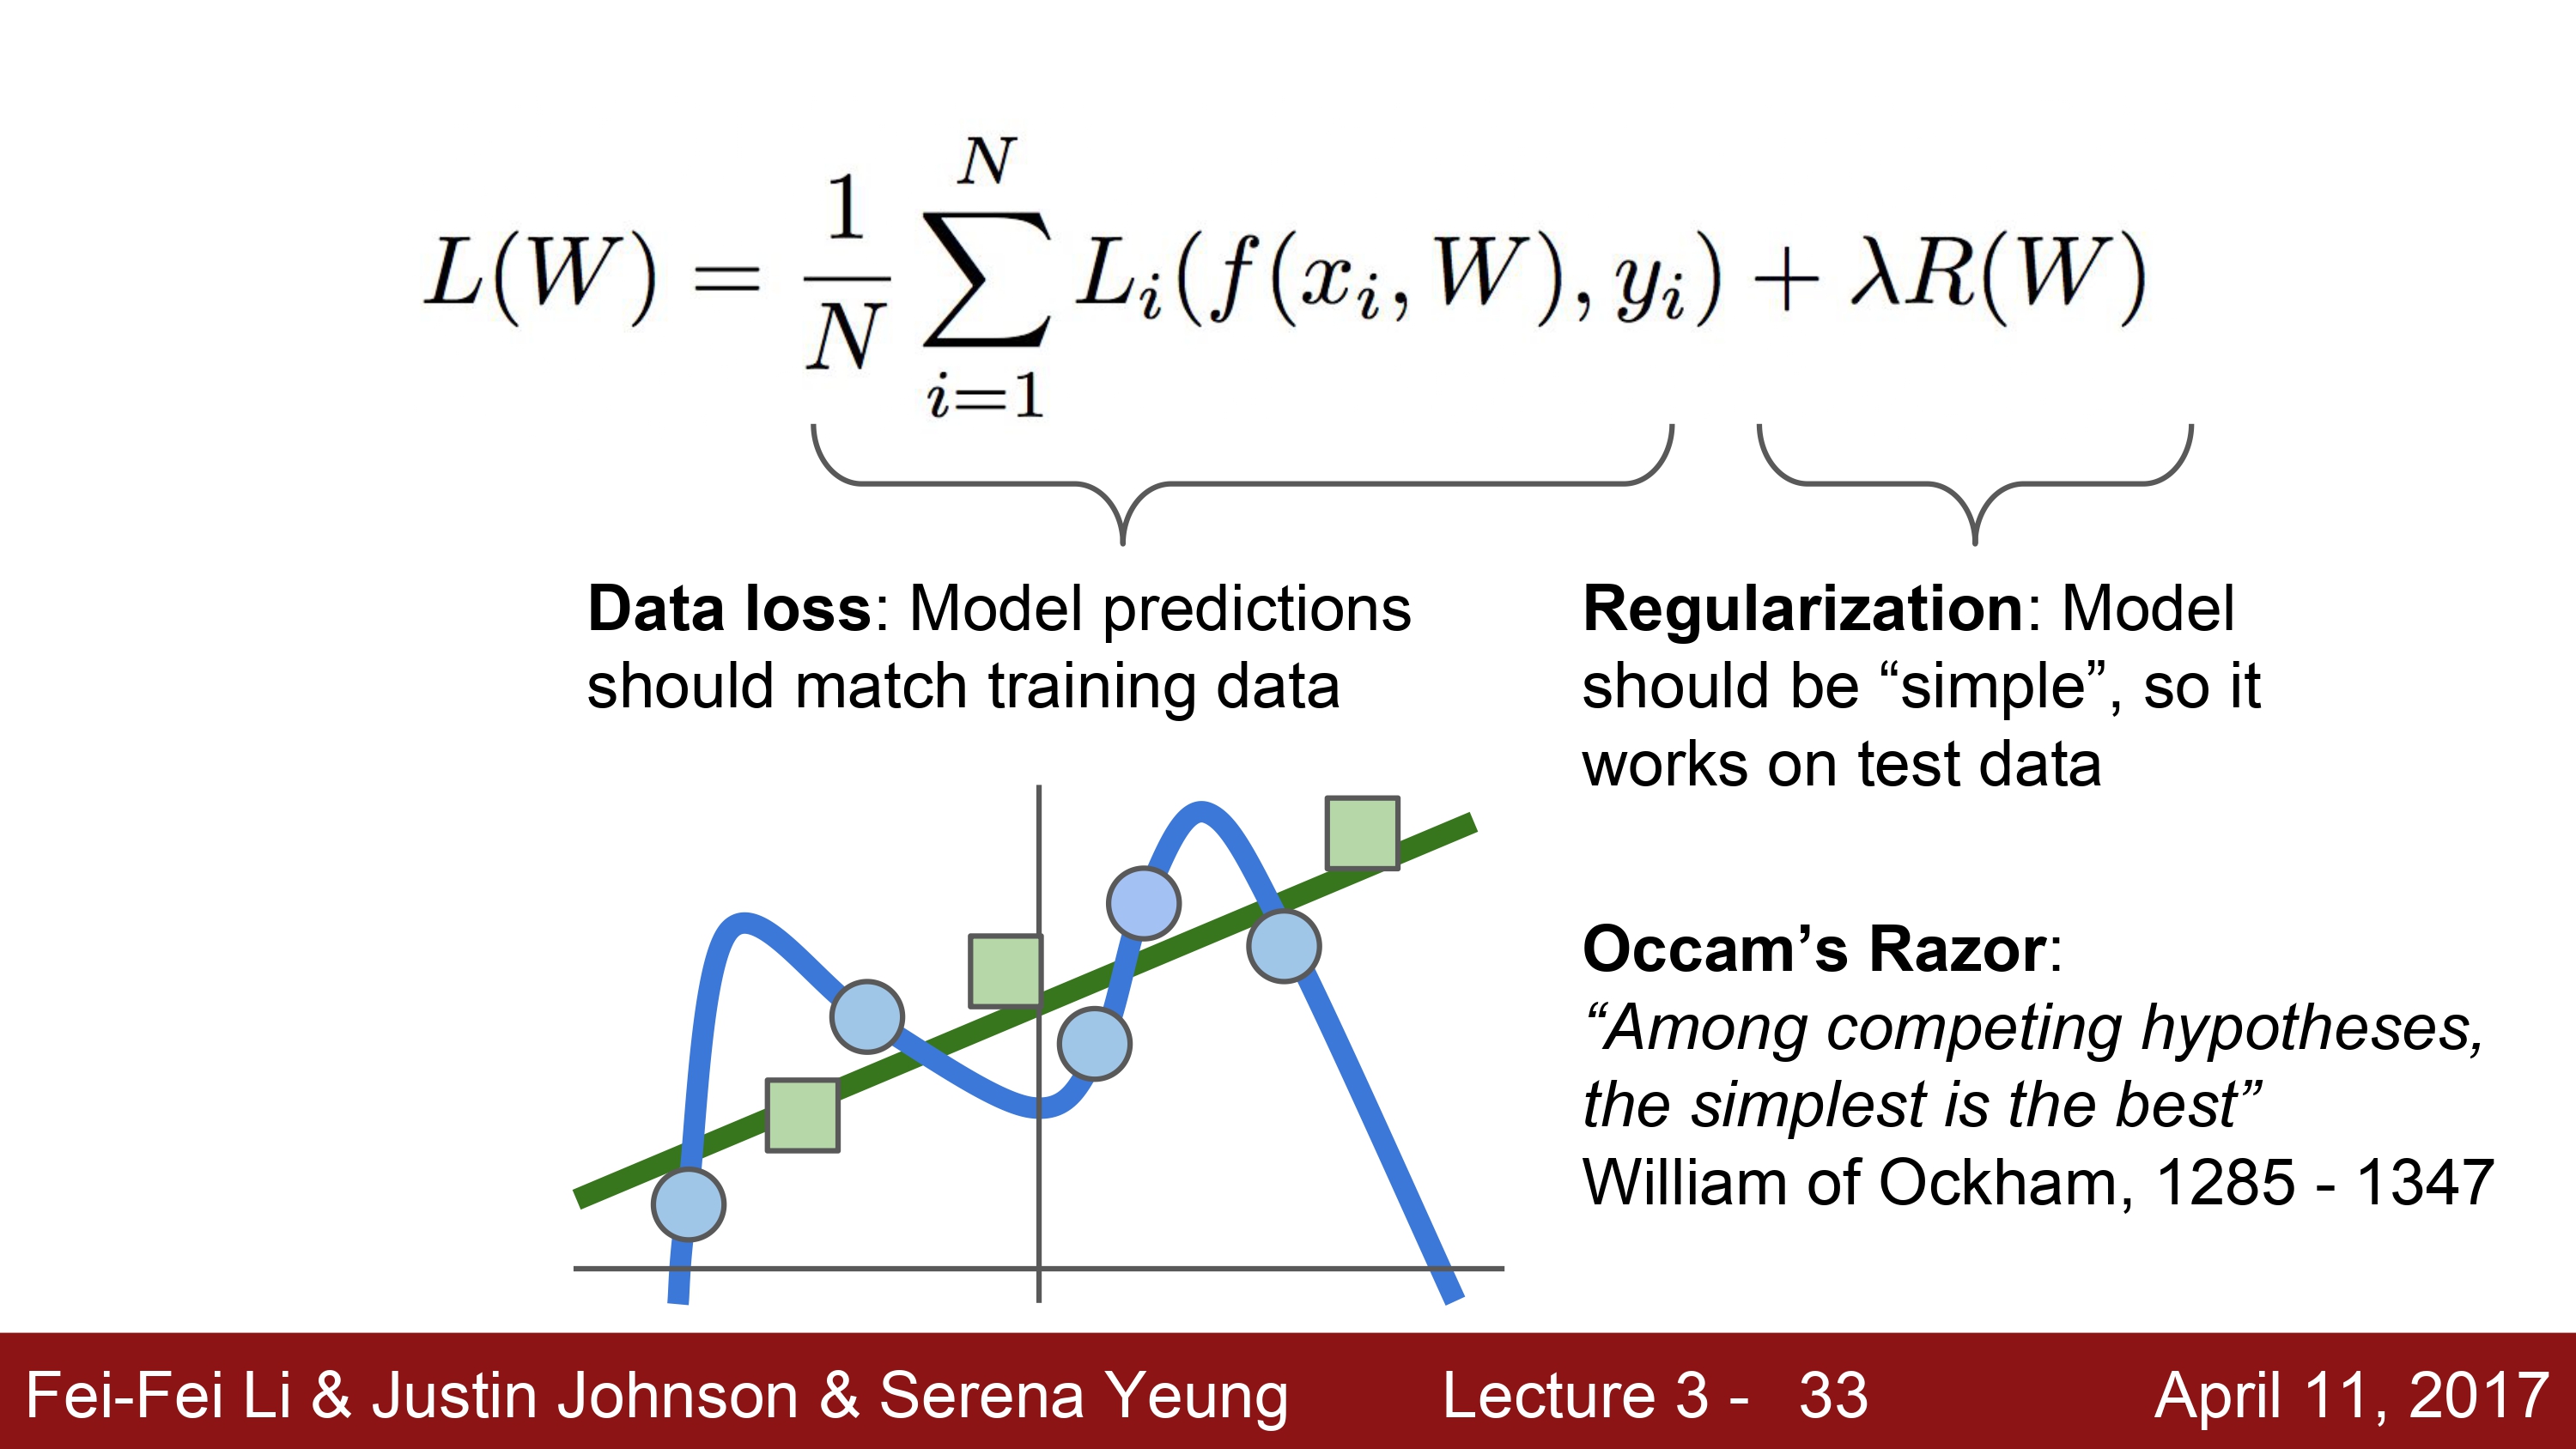 L(W) = \frac{1}{N} \sum_{i=1}^{N} L_i(f(x_i, W), y_i) + λR(W)
Data loss: Model predictions
should match training data
Regularization: Model
should be “simple”, so it
works on test data
Occam’s Razor:
“Among competing hypotheses,
the simplest is the best”
William of Ockham, 1285 - 1347
Fei-Fei Li & Justin Johnson & Serena Yeung Lecture 3 - 33 April 11, 2017